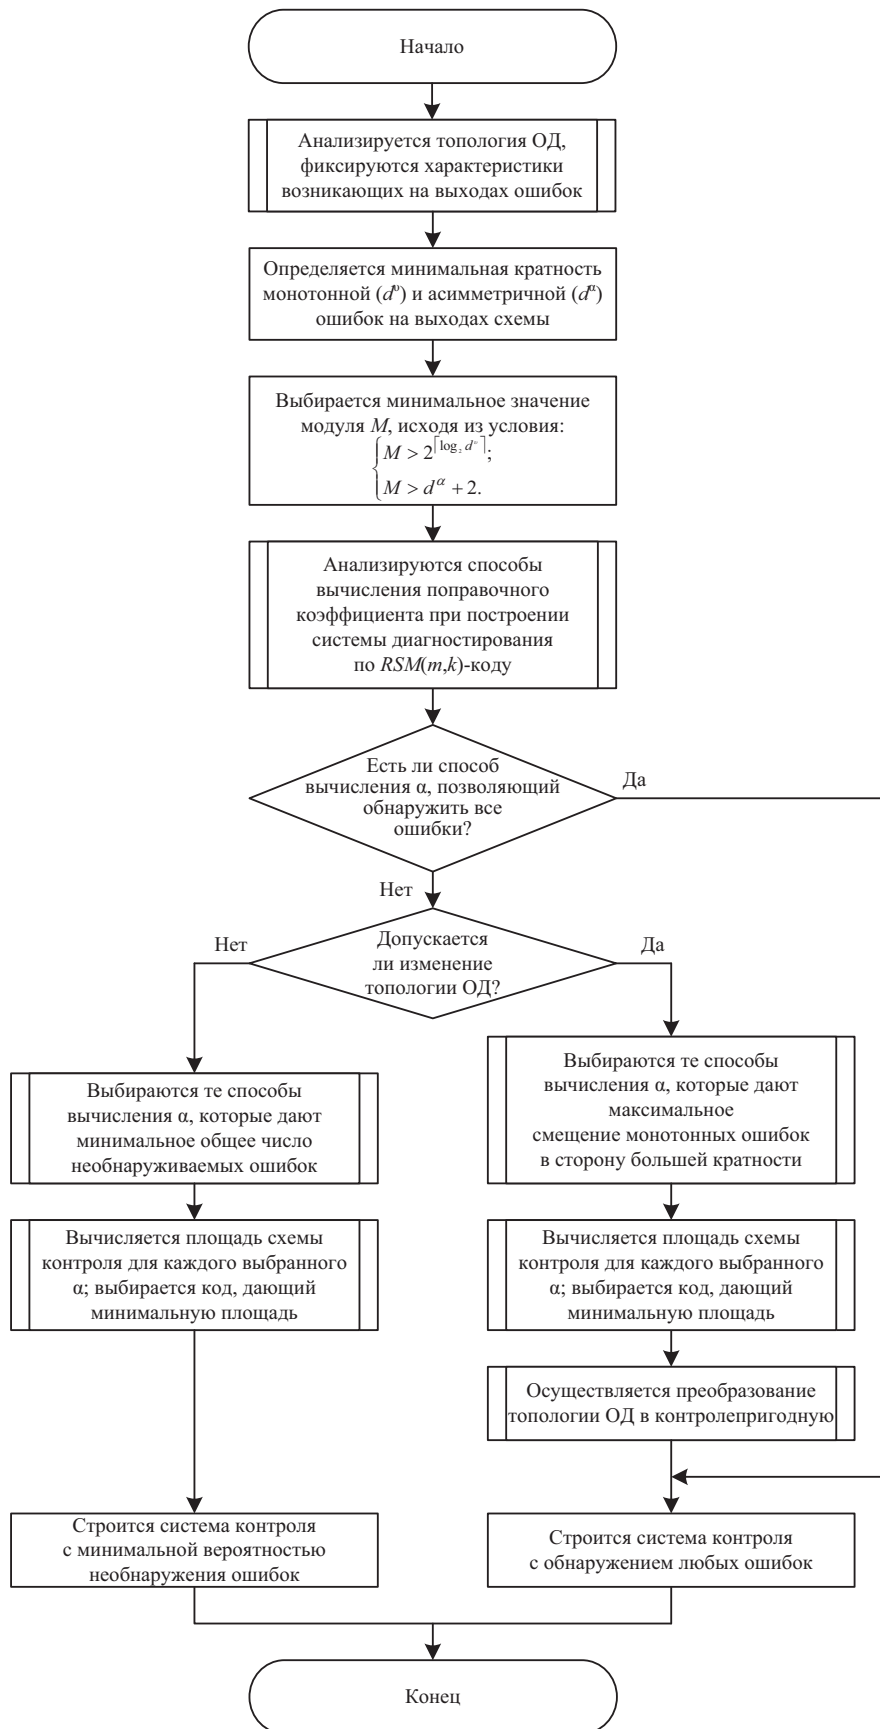 Начало
Анализируется топология ОД,
фиксируются характеристики
возникающих на выходах ошибок
Определяется минимальная кратность
монотонной (d^υ) и асимметричной (d^α)
ошибок на выходах схемы
Выбирается минимальное значение
модуля M, исходя из условия:
M > 2^⌈log₂ d^υ⌉;
M > d^α + 2.
Анализируются способы
вычисления поправочного
коэффициента при построении
системы диагностирования
по RSM(m,k)-коду
Есть ли способ
вычисления α, позволяющий
обнаружить все
ошибки?
Да
Нет
Допускается
ли изменение
топологии ОД?
Нет
Да
Выбираются те способы
вычисления α, которые дают
минимальное общее число
необнаруживаемых ошибок
Выбираются те способы
вычисления α, которые дают
максимальное
смещение монотонных ошибок
в сторону большей кратности
Вычисляется площадь схемы
контроля для каждого выбранного
α; выбирается код, дающий
минимальную площадь
Вычисляется площадь схемы
контроля для каждого выбранного
α; выбирается код, дающий
минимальную площадь
Осуществляется преобразование
топологии ОД в контролепригодную
Строится система контроля
с минимальной вероятностью
необнаружения ошибок
Строится система контроля
с обнаружением любых ошибок
Конец